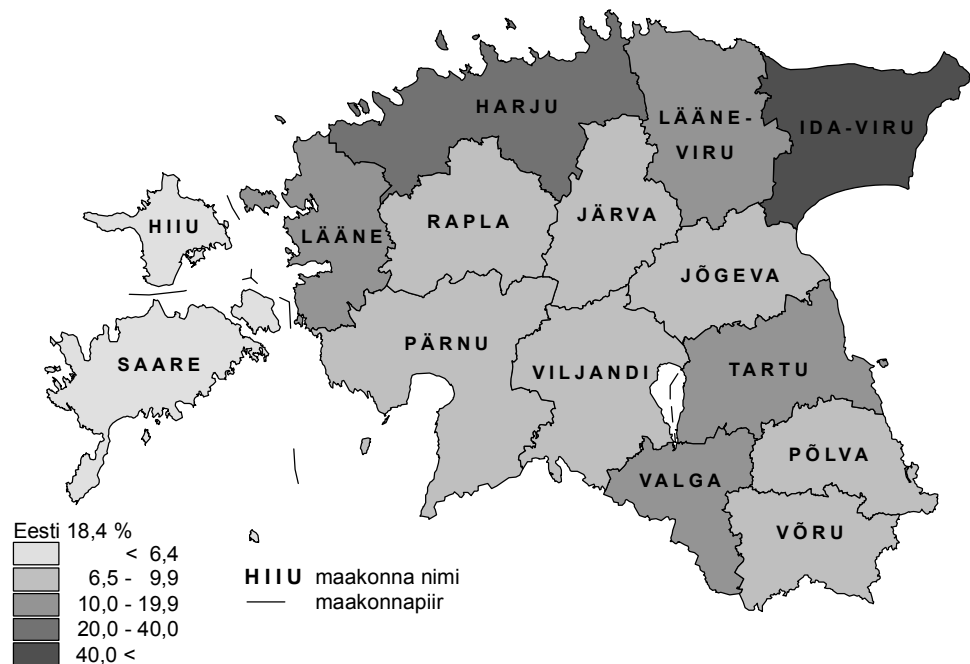 HARJU
LÄÄNE-
VIRU
IDA-VIRU
HIIU
LÄÄNE
RAPLA
JÄRVA
JÕGEVA
SAARE
PÄRNU
VILJANDI
TARTU
VALGA
PÕLVA
VÕRU
Eesti 18,4 %
< 6,4
6,5 - 9,9
10,0 - 19,9
20,0 - 40,0
40,0 <
HIIU maakonna nimi
maakonnapiir